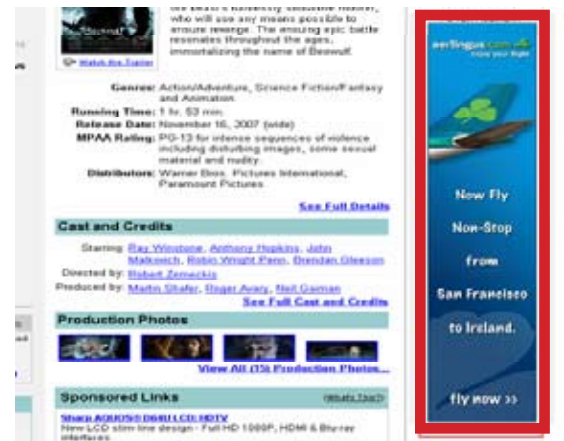 the Beast's
who will use any means possible to
ensure revenge. The ensuing epic battle
resonates throughout the ages,
immortalizing the name of Beowulf.
Watch the Trailer
Genres: Action/Adventure, Science Fiction/Fantasy
and Animation
Running Time: 1 hr. 53 min.
Release Date: November 16, 2007 (wide)
MPAA Rating: PG-13 for intense sequences of violence
including disturbing images, some sexual
material and nudity.
Distributors: Warner Bros. Pictures International,
Paramount Pictures
See Full Details
Cast and Credits
Starring: Ray Winstone, Anthony Hopkins, John
Malkovich, Robin Wright Penn, Brendan Gleeson
Directed by: Robert Zemeckis
Produced by: Martin Shafer, Roger Avary, Neil Gaiman
See Full Cast and Credits
Production Photos
View All (15) Production Photos...
Sponsored Links
(What's This?)
Sharp AQUOS® D64U LCD HDTV
New LCD slim line design - Full HD 1080P, HDMI & Blu-ray
interfaces.
aerlingus.com
Now Fly
Non-Stop
from
San Francisco
to Ireland.
fly now >>